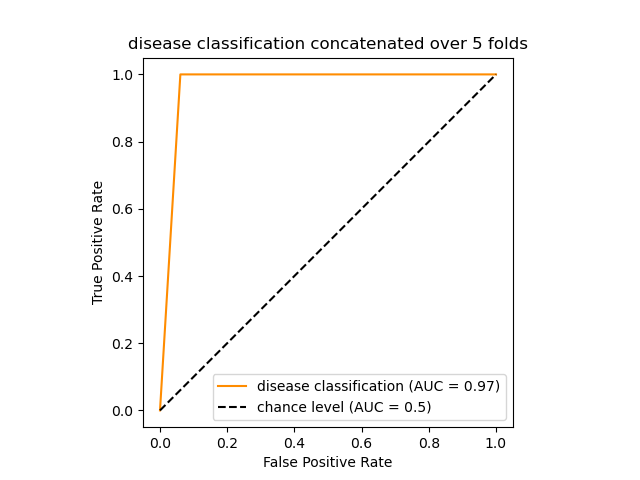 disease classification concatenated over 5 folds
1.0
0.8
0.6
0.4
0.2
0.0
True Positive Rate
disease classification (AUC = 0.97)
chance level (AUC = 0.5)
0.0 0.2 0.4 0.6 0.8 1.0
False Positive Rate